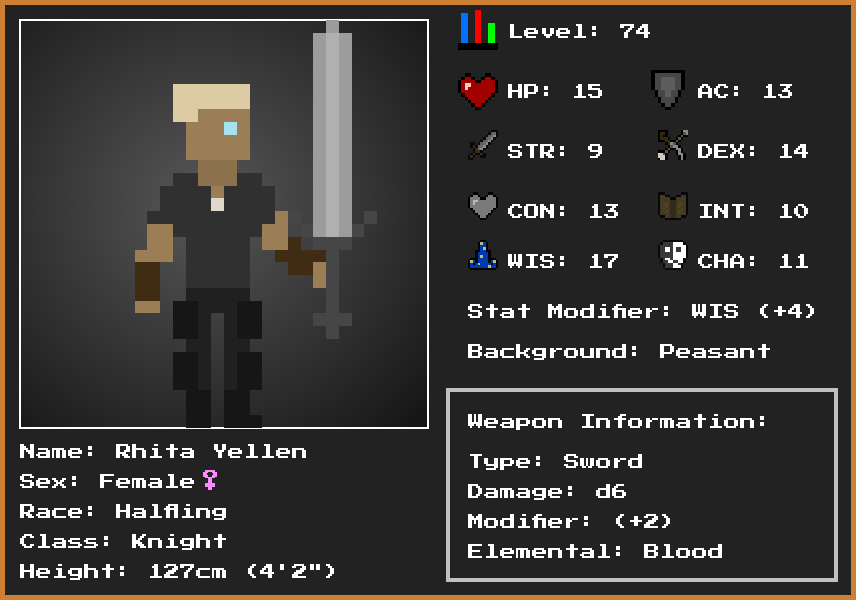 Level: 74
HP: 15
AC: 13
STR: 9
DEX: 14
CON: 13
INT: 10
WIS: 17
CHA: 11
Stat Modifier: WIS (+4)
Background: Peasant
Weapon Information:
Type: Sword
Damage: d6
Modifier: (+2)
Elemental: Blood
Name: Rhita Yellen
Sex: Female♀
Race: Halfling
Class: Knight
Height: 127cm (4'2")